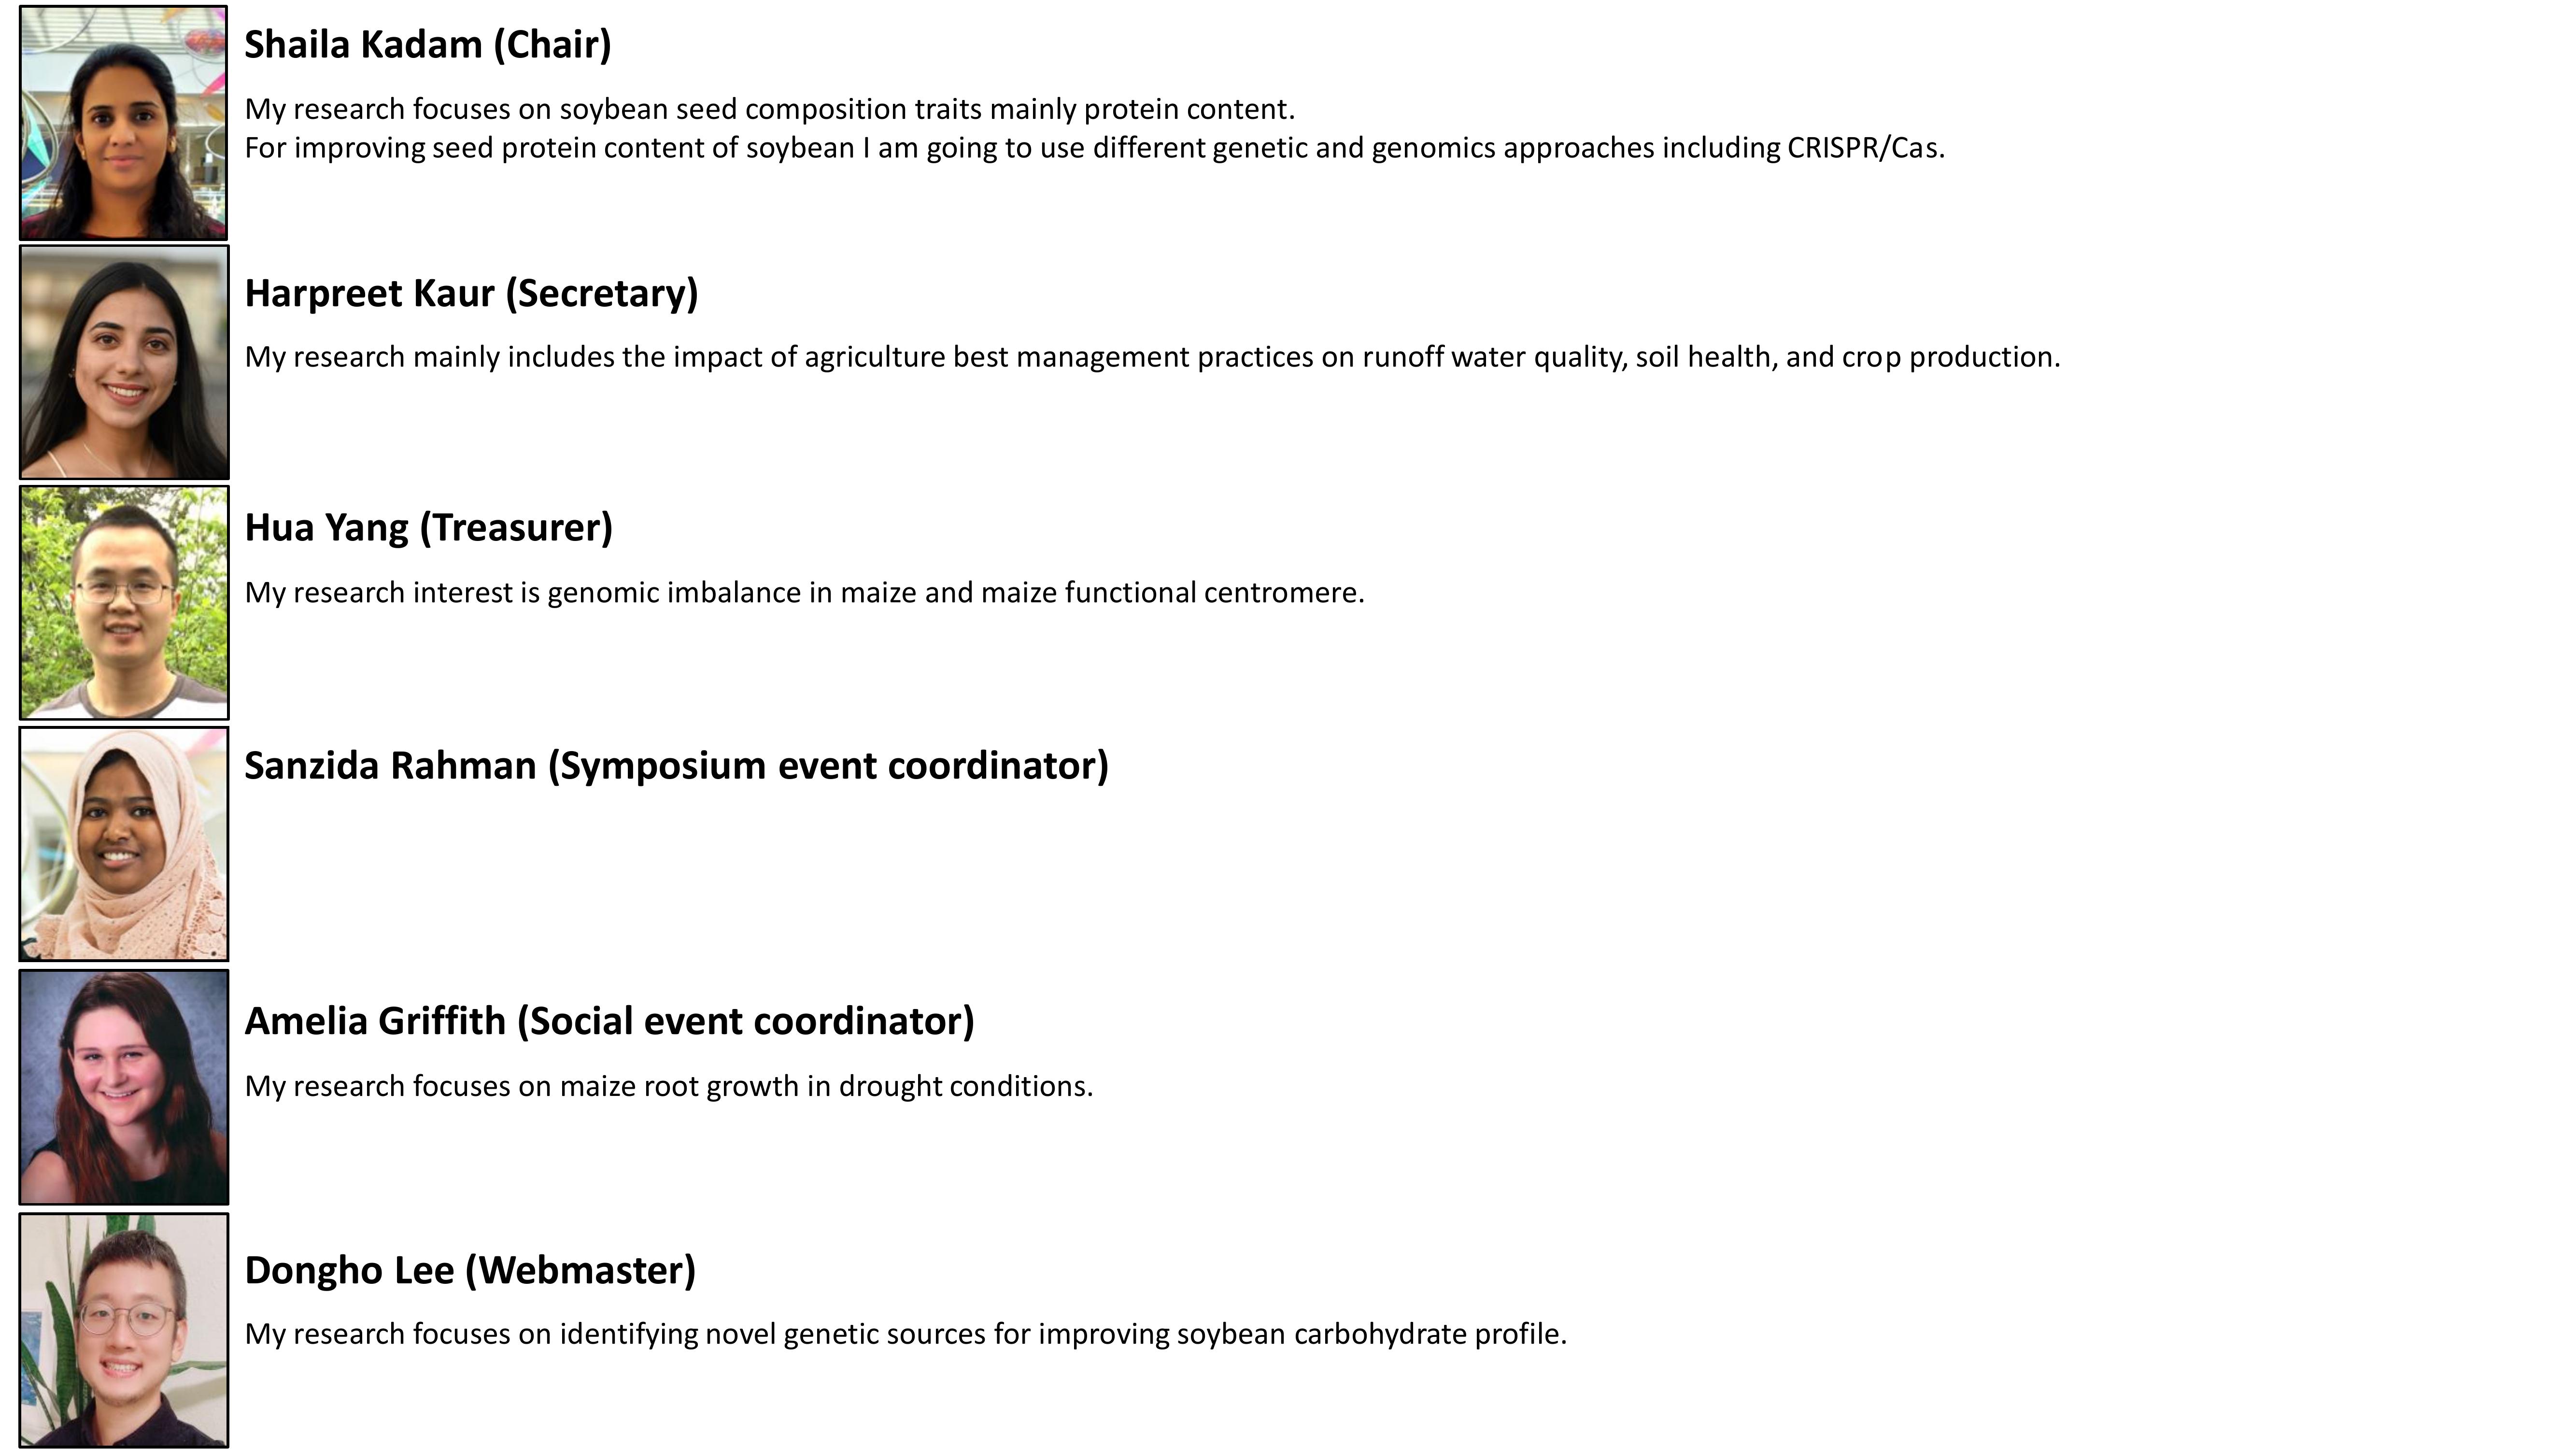 Shaila Kadam (Chair)
My research focuses on soybean seed composition traits mainly protein content.
For improving seed protein content of soybean I am going to use different genetic and genomics approaches including CRISPR/Cas.
Harpreet Kaur (Secretary)
My research mainly includes the impact of agriculture best management practices on runoff water quality, soil health, and crop production.
Hua Yang (Treasurer)
My research interest is genomic imbalance in maize and maize functional centromere.
Sanzida Rahman (Symposium event coordinator)
Amelia Griffith (Social event coordinator)
My research focuses on maize root growth in drought conditions.
Dongho Lee (Webmaster)
My research focuses on identifying novel genetic sources for improving soybean carbohydrate profile.